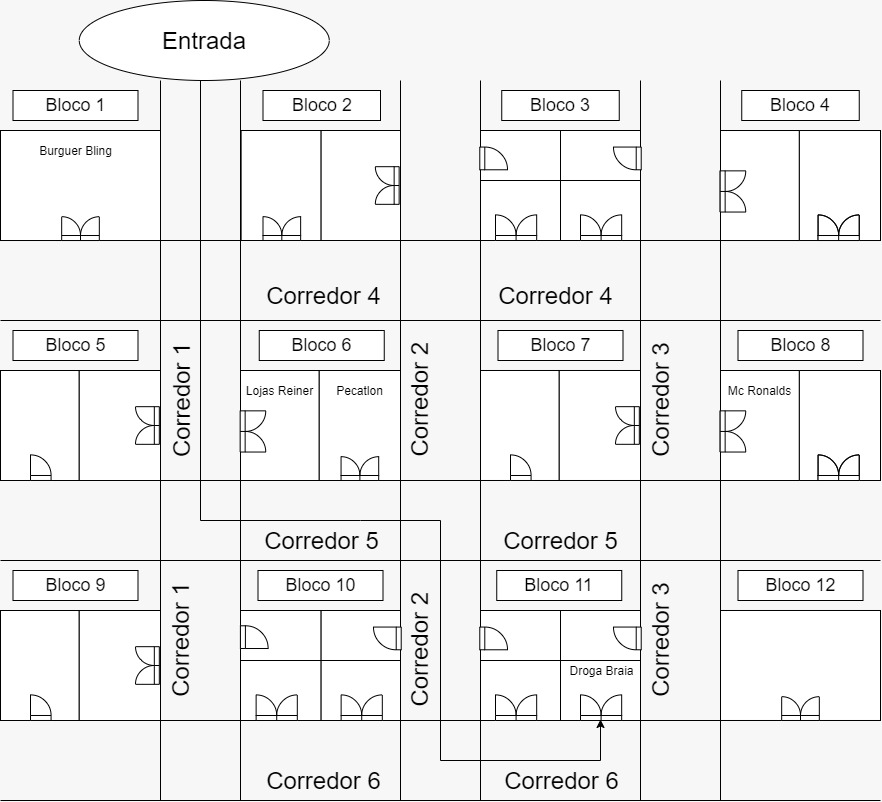 Entrada
Bloco 1
Bloco 2
Bloco 3
Bloco 4
Burguer Bling
Corredor 4
Corredor 4
Bloco 5
Bloco 6
Bloco 7
Bloco 8
Corredor 1
Lojas Reiner
Pecatlon
Corredor 2
Corredor 3
Mc Ronalds
Corredor 5
Corredor 5
Bloco 9
Bloco 10
Bloco 11
Bloco 12
Corredor 1
Corredor 2
Droga Braia
Corredor 3
Corredor 6
Corredor 6